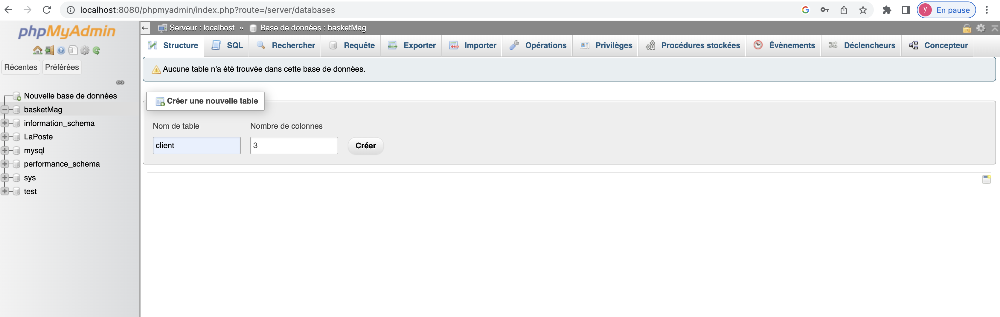 localhost:8080/phpmyadmin/index.php?route=/server/databases
y
En pause
phpMyAdmin
Récentes
Préférées
Nouvelle base de données
basketMag
information_schema
LaPoste
mysql
performance_schema
sys
test
Serveur : localhost » Base de données : basketMag
Structure
SQL
Rechercher
Requête
Exporter
Importer
Opérations
Privilèges
Procédures stockées
Évènements
Déclencheurs
Concepteur
Aucune table n'a été trouvée dans cette base de données.
Créer une nouvelle table
Nom de table
Nombre de colonnes
client
3
Créer